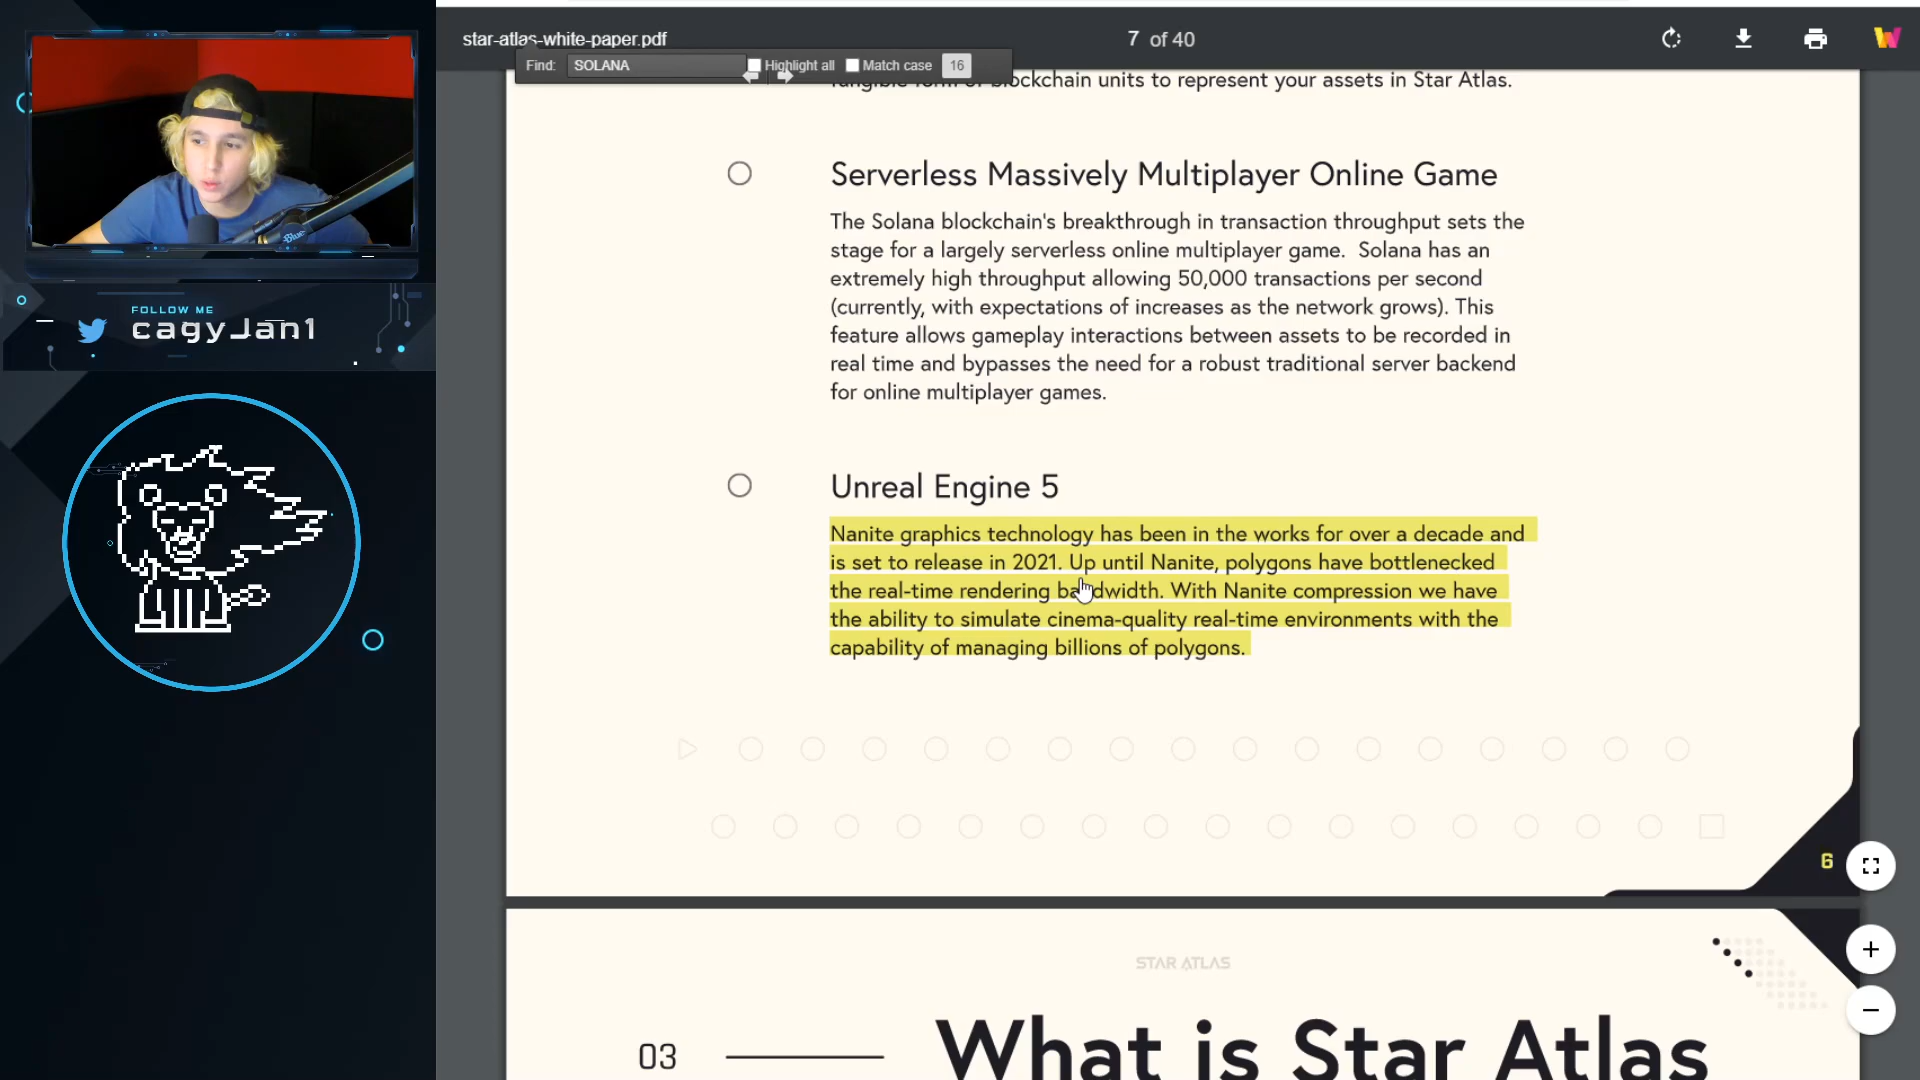 star-atlas-white-paper.pdf
7 of 40
Find: SOLANA Highlight all Match case 16
blockchain units to represent your assets in Star Atlas.
Serverless Massively Multiplayer Online Game
The Solana blockchain's breakthrough in transaction throughput sets the
stage for a largely serverless online multiplayer game. Solana has an
extremely high throughput allowing 50,000 transactions per second
(currently, with expectations of increases as the network grows). This
feature allows gameplay interactions between assets to be recorded in
real time and bypasses the need for a robust traditional server backend
for online multiplayer games.
Unreal Engine 5
Nanite graphics technology has been in the works for over a decade and
is set to release in 2021. Up until Nanite, polygons have bottlenecked
the real-time rendering bandwidth. With Nanite compression we have
the ability to simulate cinema-quality real-time environments with the
capability of managing billions of polygons.
6
STAR ATLAS
03
What is Star Atlas
FOLLOW ME
cagyJan1
Blue